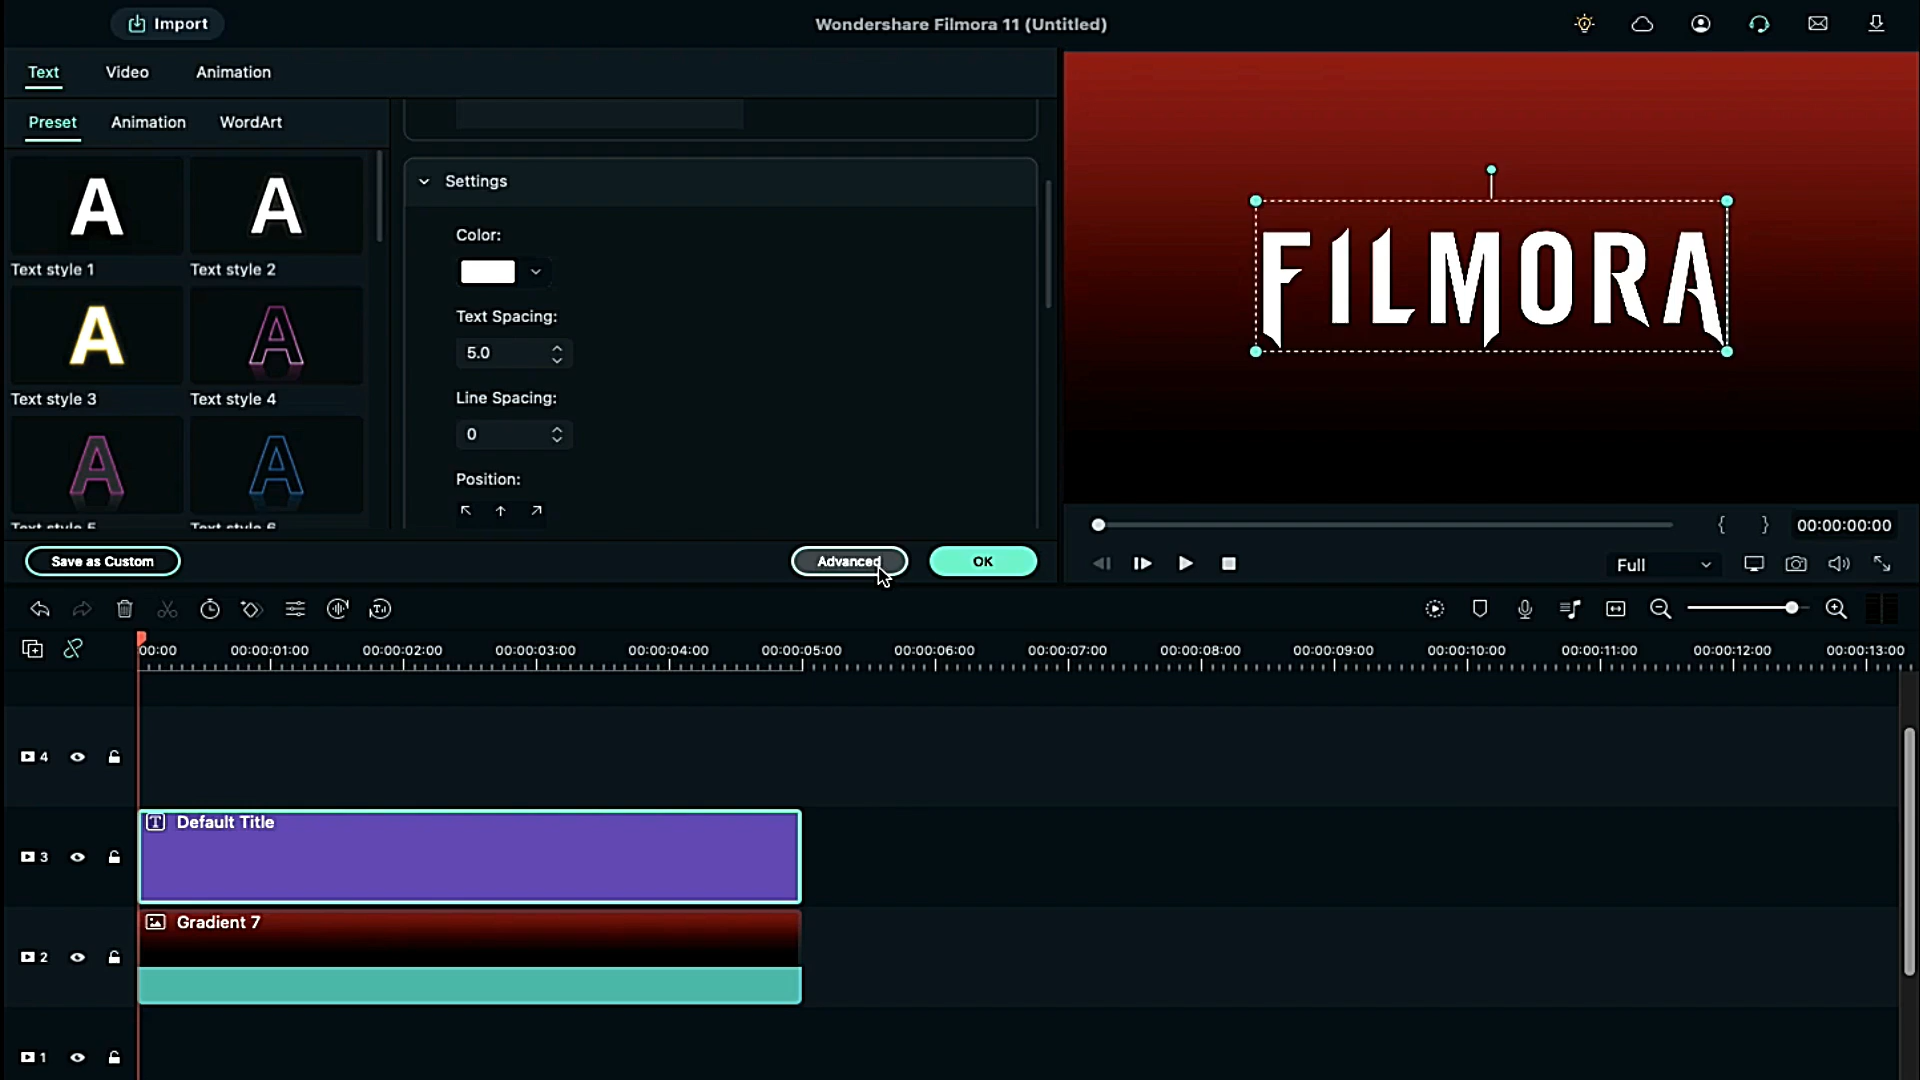 Import
Wondershare Filmora 11 (Untitled)
Text Video Animation
Preset Animation WordArt
A A
Text style 1 Text style 2
A A
Text style 3 Text style 4
A A
Text style 5 Text style 6
Settings
Color:
Text Spacing:
5.0
Line Spacing:
0
Position:
Save as Custom
Advanced
OK
FILMORA
{ } 00:00:00:00
Full
00:00 00:00:01:00 00:00:02:00 00:00:03:00 00:00:04:00 00:00:05:00 00:00:06:00 00:00:07:00 00:00:08:00 00:00:09:00 00:00:10:00 00:00:11:00 00:00:12:00 00:00:13:00
4
T Default Title
3
Gradient 7
2
1